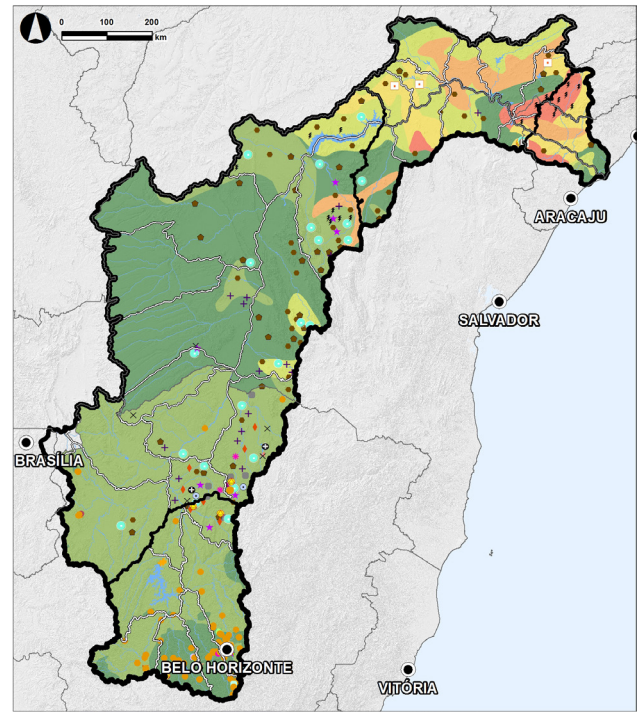 0 100 200
km
ARACAJU
SALVADOR
BRASÍLIA
BELO HORIZONTE
VITÓRIA